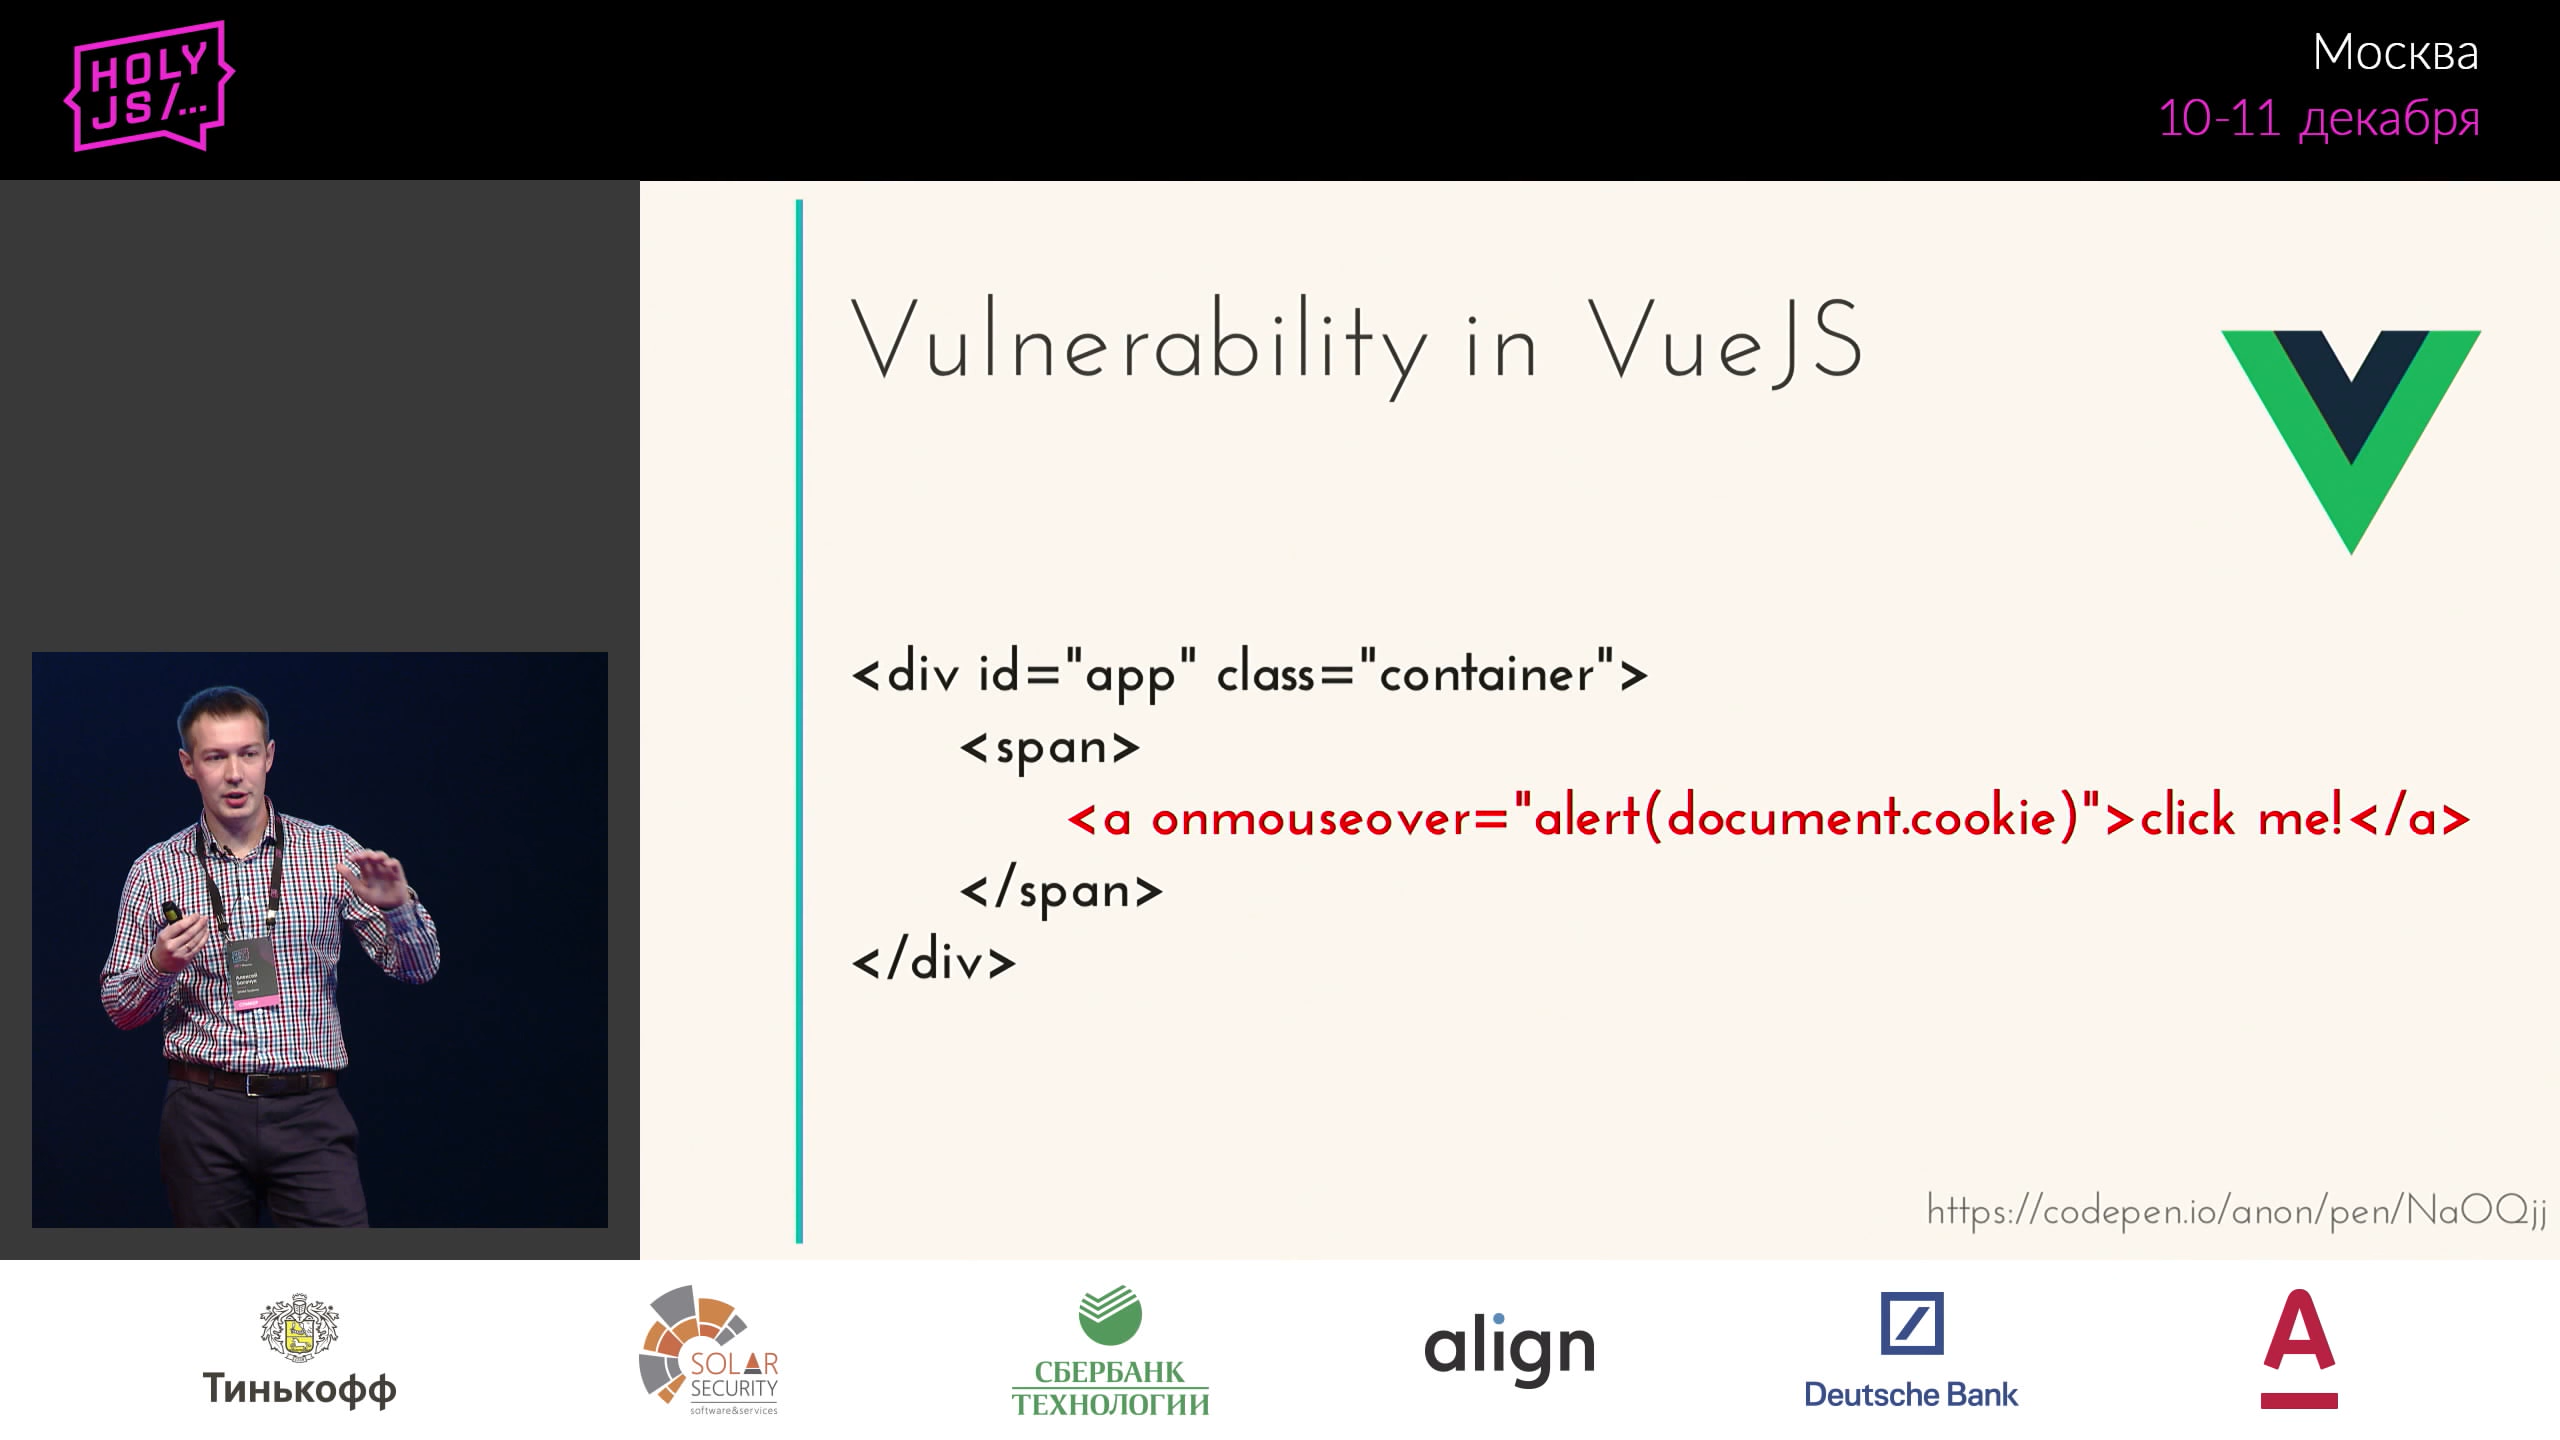 HOLY
JS/...
Москва
10-11 декабря
Vulnerability in VueJS
<div id="app" class="container">
<span>
<a onmouseover="alert(document.cookie)">click me!</a>
</span>
</div>
https://codepen.io/anon/pen/NaOQjj
Алексей
Богачук
Тинькофф
SOLAR
SECURITY
software&services
СБЕРБАНК
ТЕХНОЛОГИИ
align
Deutsche Bank